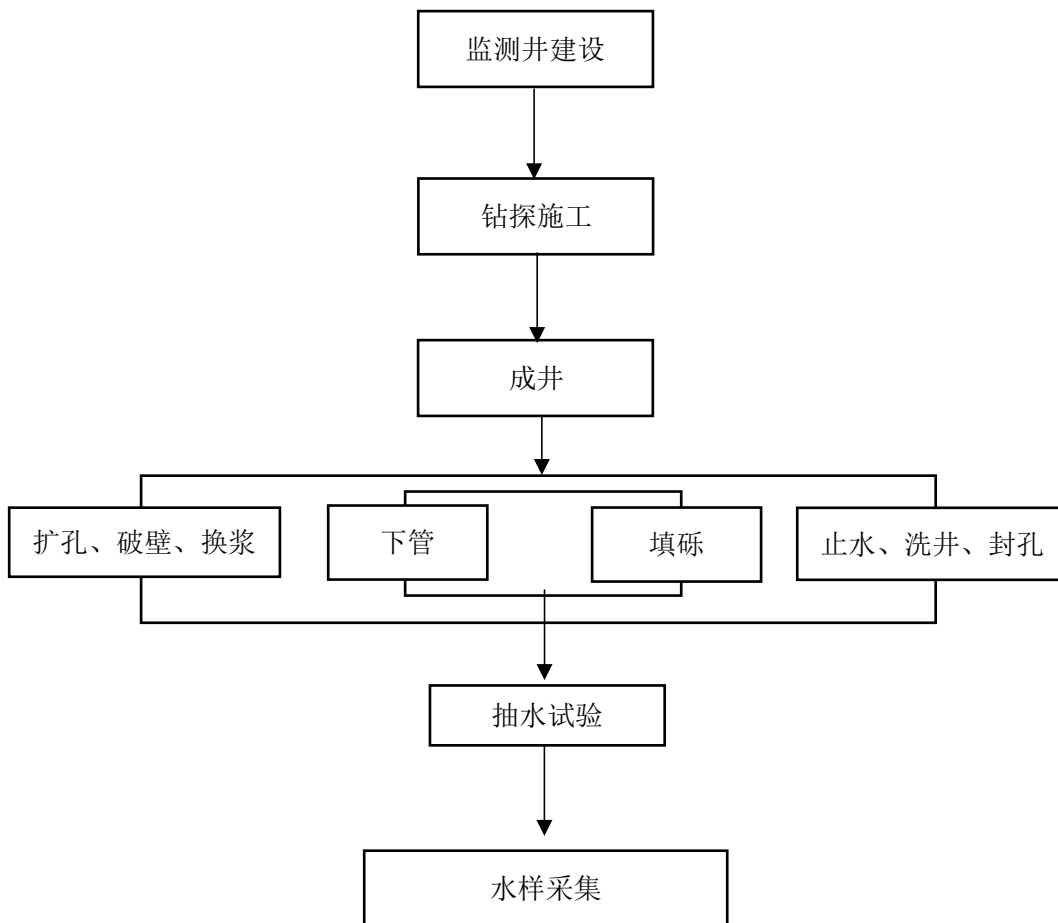 监测井建设
钻探施工
成井
扩孔、破壁、换浆
下管
填砾
止水、洗井、封孔
抽水试验
水样采集